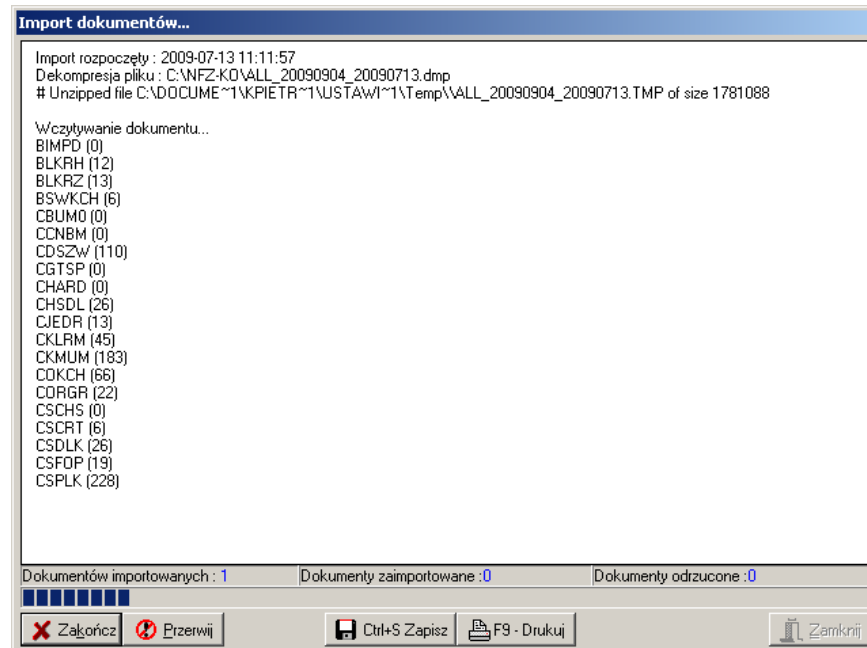 Import dokumentów...
Import rozpoczęty : 2009-07-13 11:11:57
Dekompresja pliku : C:\NFZ-KO\ALL_20090904_20090713.dmp
# Unzipped file C:\DOCUME~1\KPIETR~1\USTAWI~1\Temp\\ALL_20090904_20090713.TMP of size 1781088
Wczytywanie dokumentu...
BIMPD (0)
BLKRH (12)
BLKRZ (13)
BSWKCH (6)
CBUMO (0)
CCNBM (0)
CDSZW (110)
CGTSP (0)
CHARD (0)
CHSDL (26)
CJEDR (13)
CKLRM (45)
CKMUM (183)
COKCH (66)
CORGR (22)
CSCHS (0)
CSCRT (6)
CSDLK (26)
CSFOP (19)
CSPLK (228)
Dokumentów importowanych : 1 Dokumenty zaimportowane :0 Dokumenty odrzucone :0
Zakończ Przerwij Ctrl+S Zapisz F9 - Drukuj Zamknij